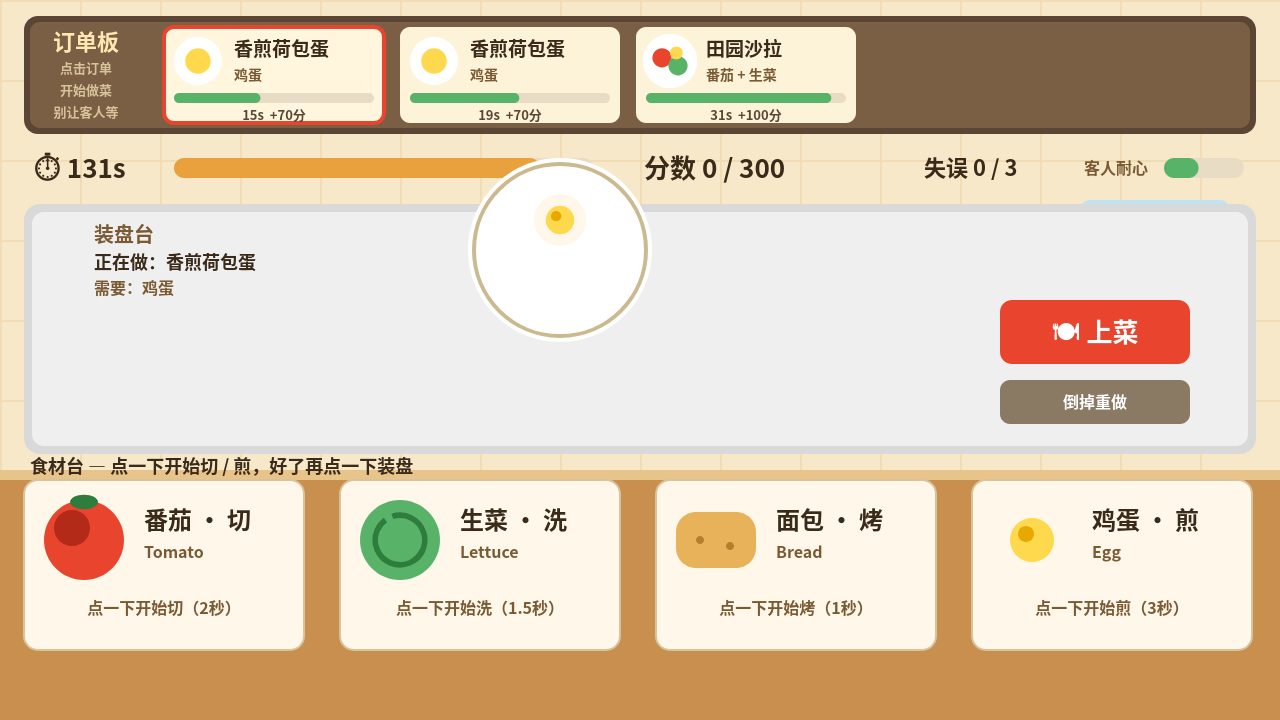 订单板
点击订单
开始做菜
别让客人等
香煎荷包蛋
鸡蛋
15s +70分
香煎荷包蛋
鸡蛋
19s +70分
田园沙拉
番茄 + 生菜
31s +100分
⏱ 131s
分数 0 / 300
失误 0 / 3
客人耐心
装盘台
正在做：香煎荷包蛋
需要：鸡蛋
🍽 上菜
倒掉重做
食材台 — 点一下开始切 / 煎，好了再点一下装盘
番茄 · 切
Tomato
点一下开始切（2秒）
生菜 · 洗
Lettuce
点一下开始洗（1.5秒）
面包 · 烤
Bread
点一下开始烤（1秒）
鸡蛋 · 煎
Egg
点一下开始煎（3秒）